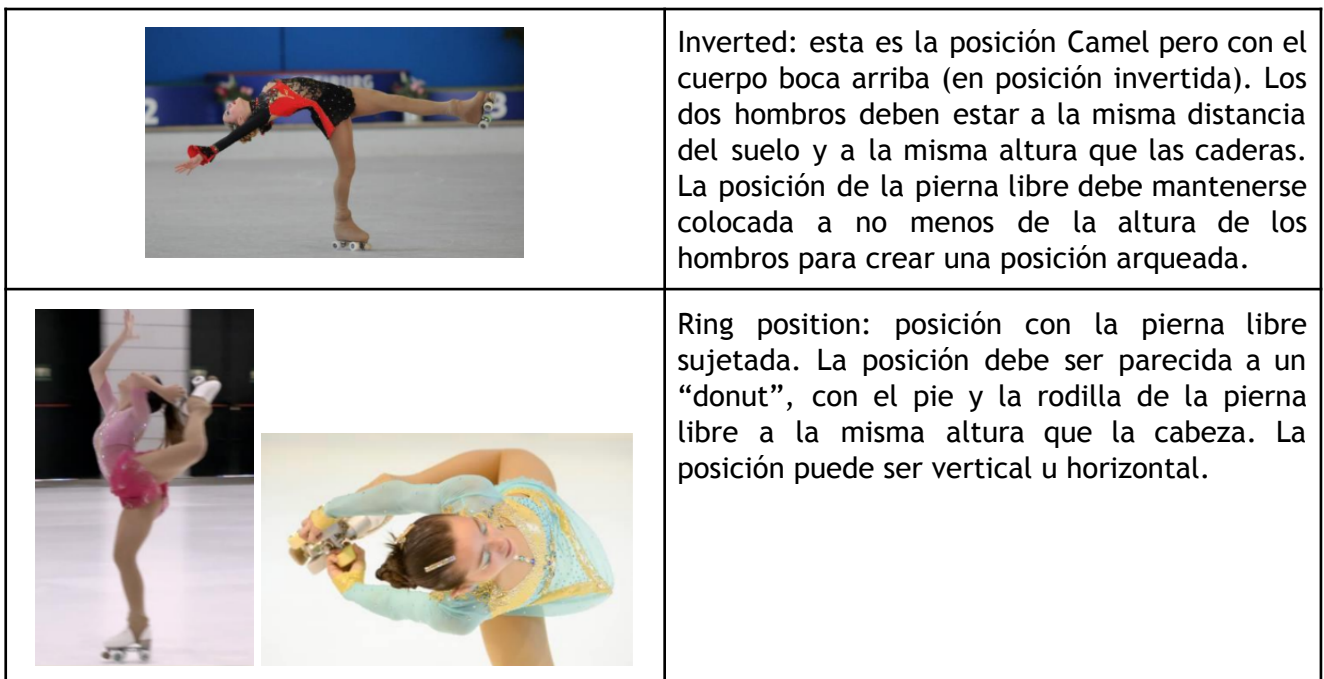 Inverted: esta es la posición Camel pero con el
cuerpo boca arriba (en posición invertida). Los
dos hombros deben estar a la misma distancia
del suelo y a la misma altura que las caderas.
La posición de la pierna libre debe mantenerse
colocada a no menos de la altura de los
hombros para crear una posición arqueada.
Ring position: posición con la pierna libre
sujetada. La posición debe ser parecida a un
“donut”, con el pie y la rodilla de la pierna
libre a la misma altura que la cabeza. La
posición puede ser vertical u horizontal.